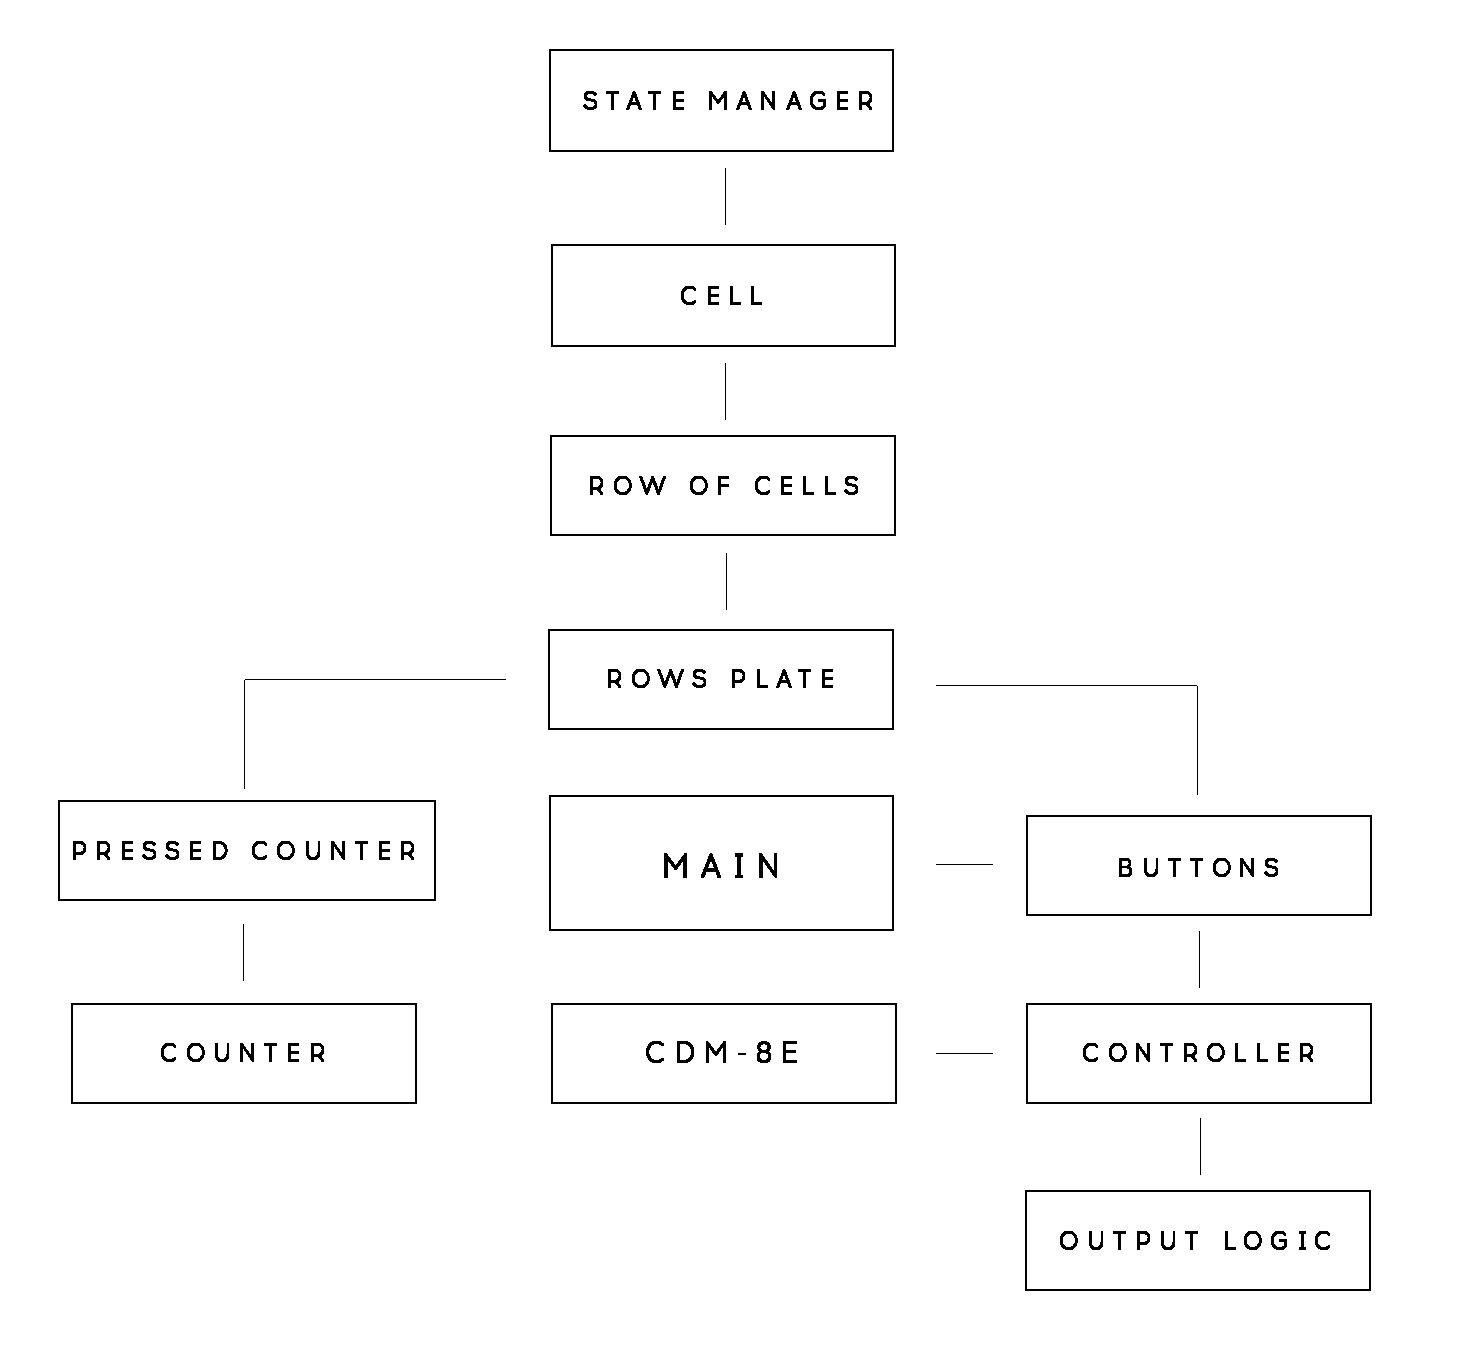 STATE MANAGER
CELL
ROW OF CELLS
ROWS PLATE
PRESSED COUNTER
MAIN
BUTTONS
COUNTER
CDM-8E
CONTROLLER
OUTPUT LOGIC